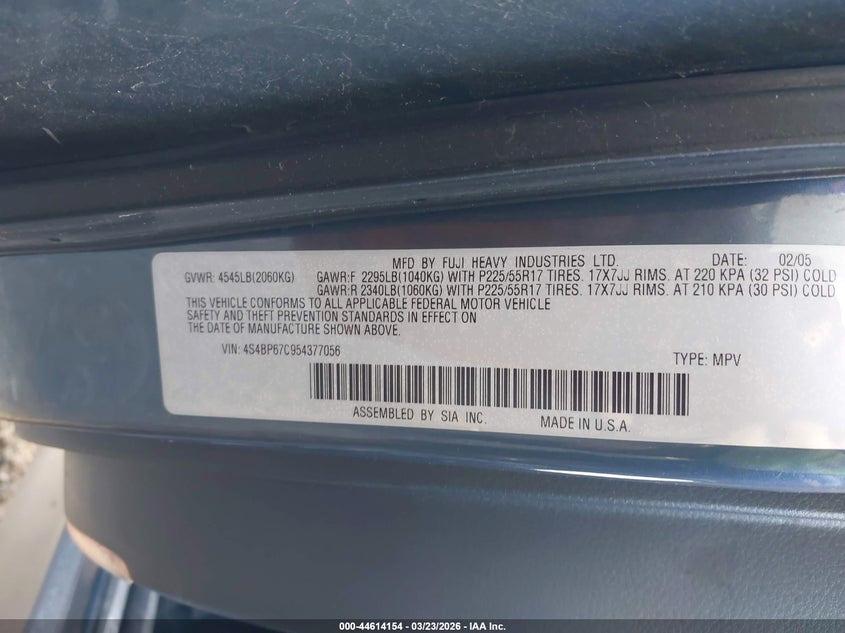 MFD BY FUJI HEAVY INDUSTRIES LTD. DATE: 02/05
GVWR: 4545LB(2060KG) GAWR:F 2295LB(1040KG) WITH P225/55R17 TIRES. 17X7JJ RIMS. AT 220 KPA (32 PSI) COLD
GAWR:R 2340LB(1060KG) WITH P225/55R17 TIRES. 17X7JJ RIMS. AT 210 KPA (30 PSI) COLD
THIS VEHICLE CONFORMS TO ALL APPLICABLE FEDERAL MOTOR VEHICLE
SAFETY AND THEFT PREVENTION STANDARDS IN EFFECT ON
THE DATE OF MANUFACTURE SHOWN ABOVE.
VIN: 4S4BP67C954377056 TYPE: MPV
ASSEMBLED BY SIA INC. MADE IN U.S.A.
000-44614154 - 03/23/2026 - IAA Inc.